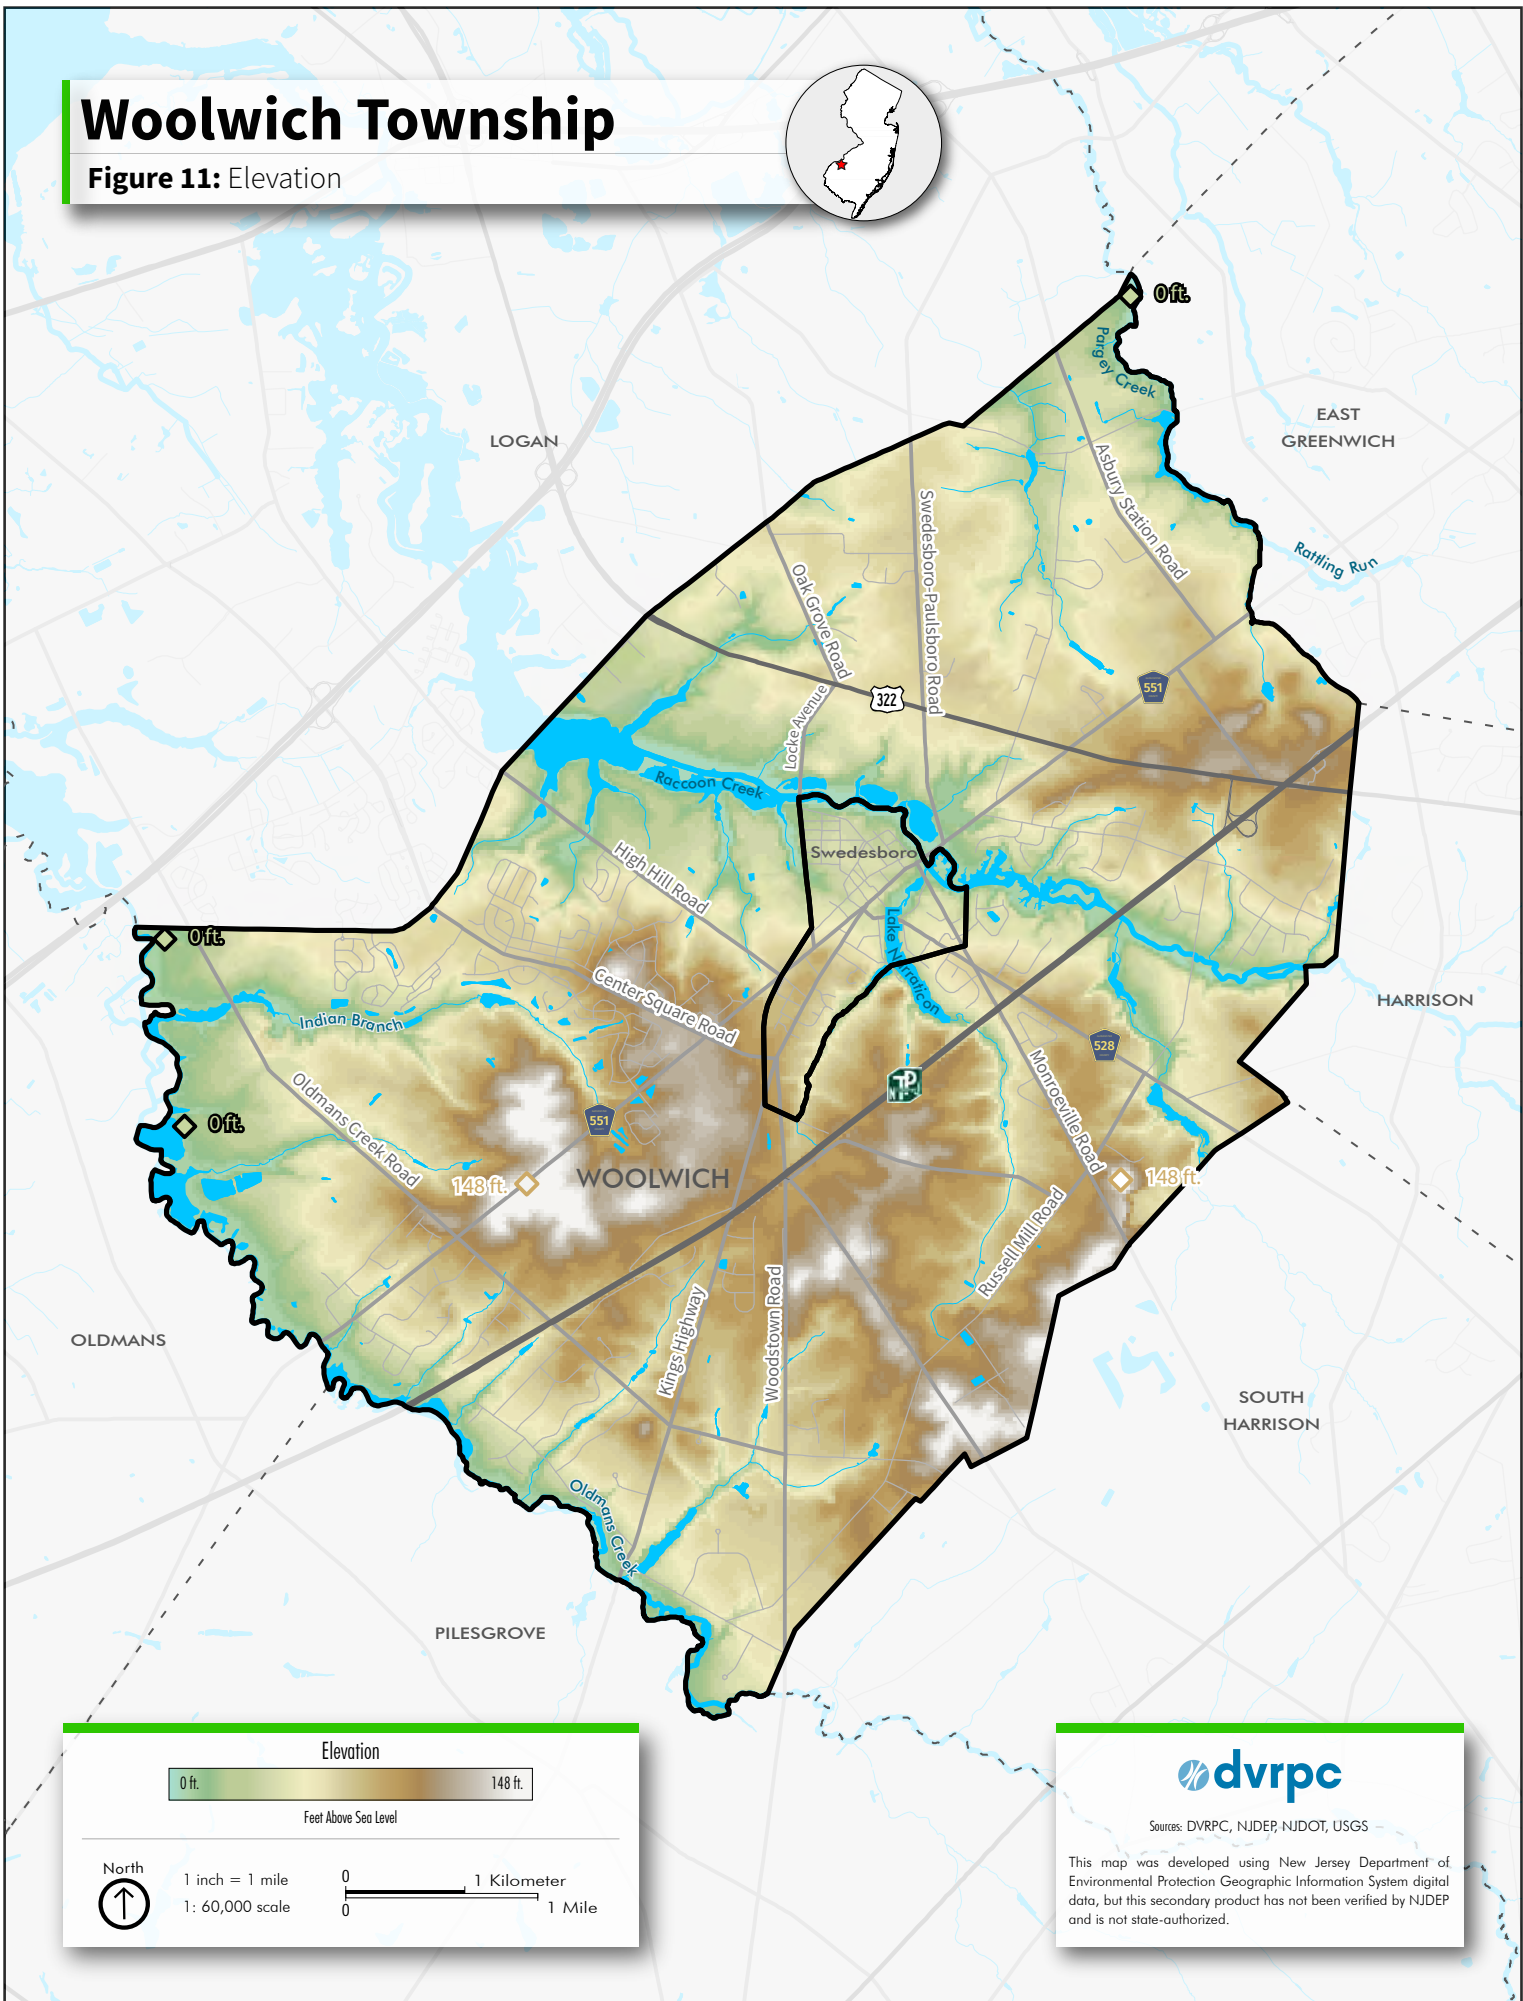 Woolwich Township
Figure 11: Elevation
0 ft.
Pargey Creek
EAST
GREENWICH
LOGAN
Asbury Station Road
Swedesboro-Paulsboro Road
Rattling Run
Oak Grove Road
551
322
Locke Avenue
Raccoon Creek
Swedesboro
High Hill Road
Lake Narraticon
0 ft.
Center Square Road
HARRISON
Indian Branch
528
Monroeville Road
Oldmans Creek Road
TP
N J
0 ft.
551
148 ft.
WOOLWICH
148 ft.
Russell Mill Road
Kings Highway
Woodstown Road
OLDMANS
SOUTH
HARRISON
Oldmans Creek
PILESGROVE
Elevation
0 ft.
148 ft.
Feet Above Sea Level
North
1 inch = 1 mile
1: 60,000 scale
0
1 Kilometer
0
1 Mile
dvrpc
Sources: DVRPC, NJDEP, NJDOT, USGS
This map was developed using New Jersey Department of
Environmental Protection Geographic Information System digital
data, but this secondary product has not been verified by NJDEP
and is not state-authorized.